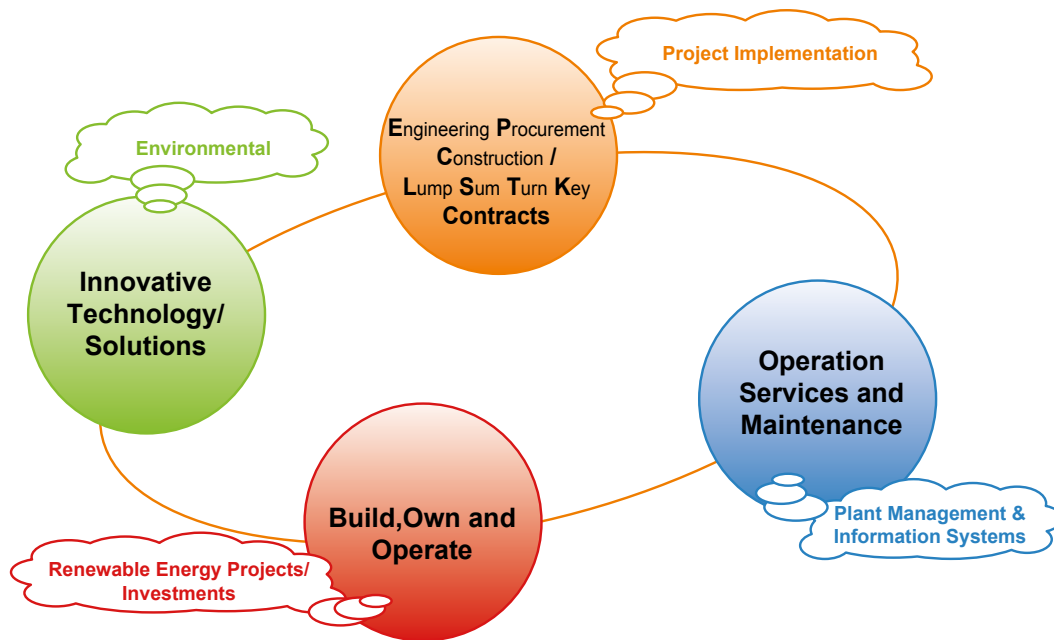 Project Implementation
Engineering Procurement
Construction /
Lump Sum Turn Key
Contracts
Environmental
Innovative
Technology/
Solutions
Operation
Services and
Maintenance
Plant Management &
Information Systems
Build,Own and
Operate
Renewable Energy Projects/
Investments